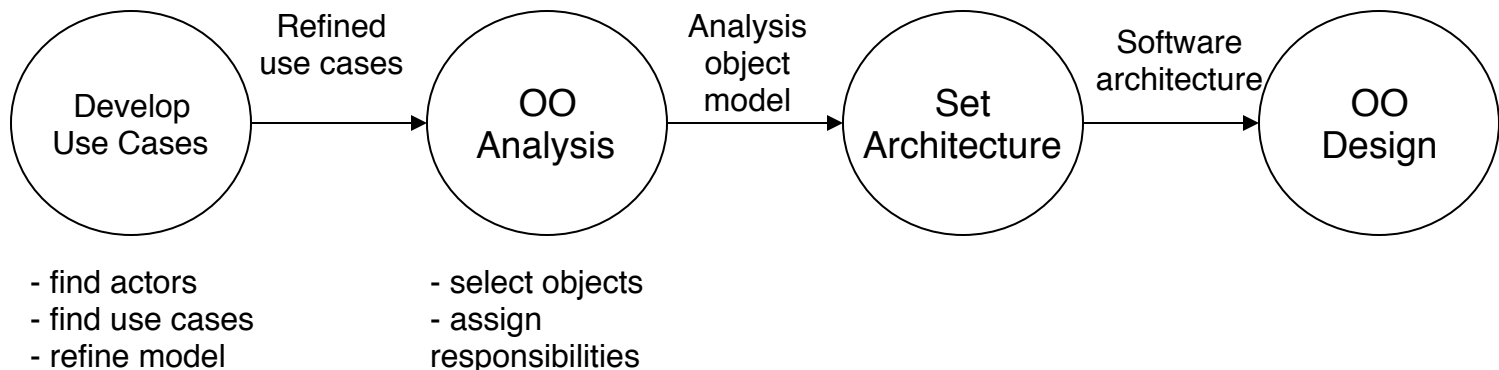 Develop
Use Cases
Refined
use cases
OO
Analysis
Analysis
object
model
Set
Architecture
Software
architecture
OO
Design
- find actors
- find use cases
- refine model
- select objects
- assign
responsibilities